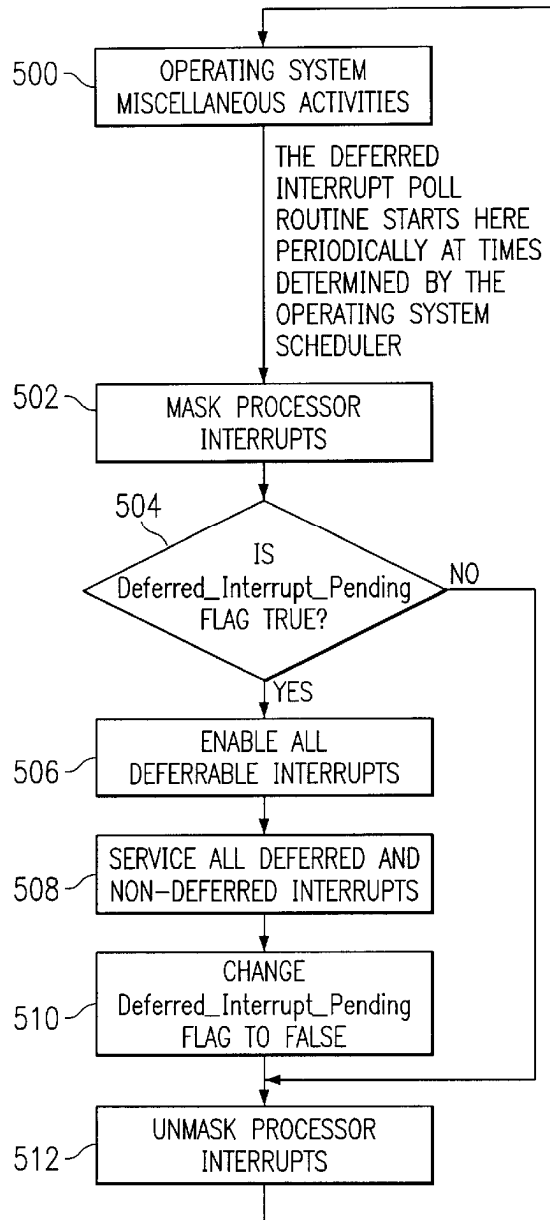 500
OPERATING SYSTEM
MISCELLANEOUS ACTIVITIES
THE DEFERRED
INTERRUPT POLL
ROUTINE STARTS HERE
PERIODICALLY AT TIMES
DETERMINED BY THE
OPERATING SYSTEM
SCHEDULER
502
MASK PROCESSOR
INTERRUPTS
504
IS
Deferred_Interrupt_Pending
FLAG TRUE?
NO
YES
506
ENABLE ALL
DEFERRABLE INTERRUPTS
508
SERVICE ALL DEFERRED AND
NON-DEFERRED INTERRUPTS
510
CHANGE
Deferred_Interrupt_Pending
FLAG TO FALSE
512
UNMASK PROCESSOR
INTERRUPTS